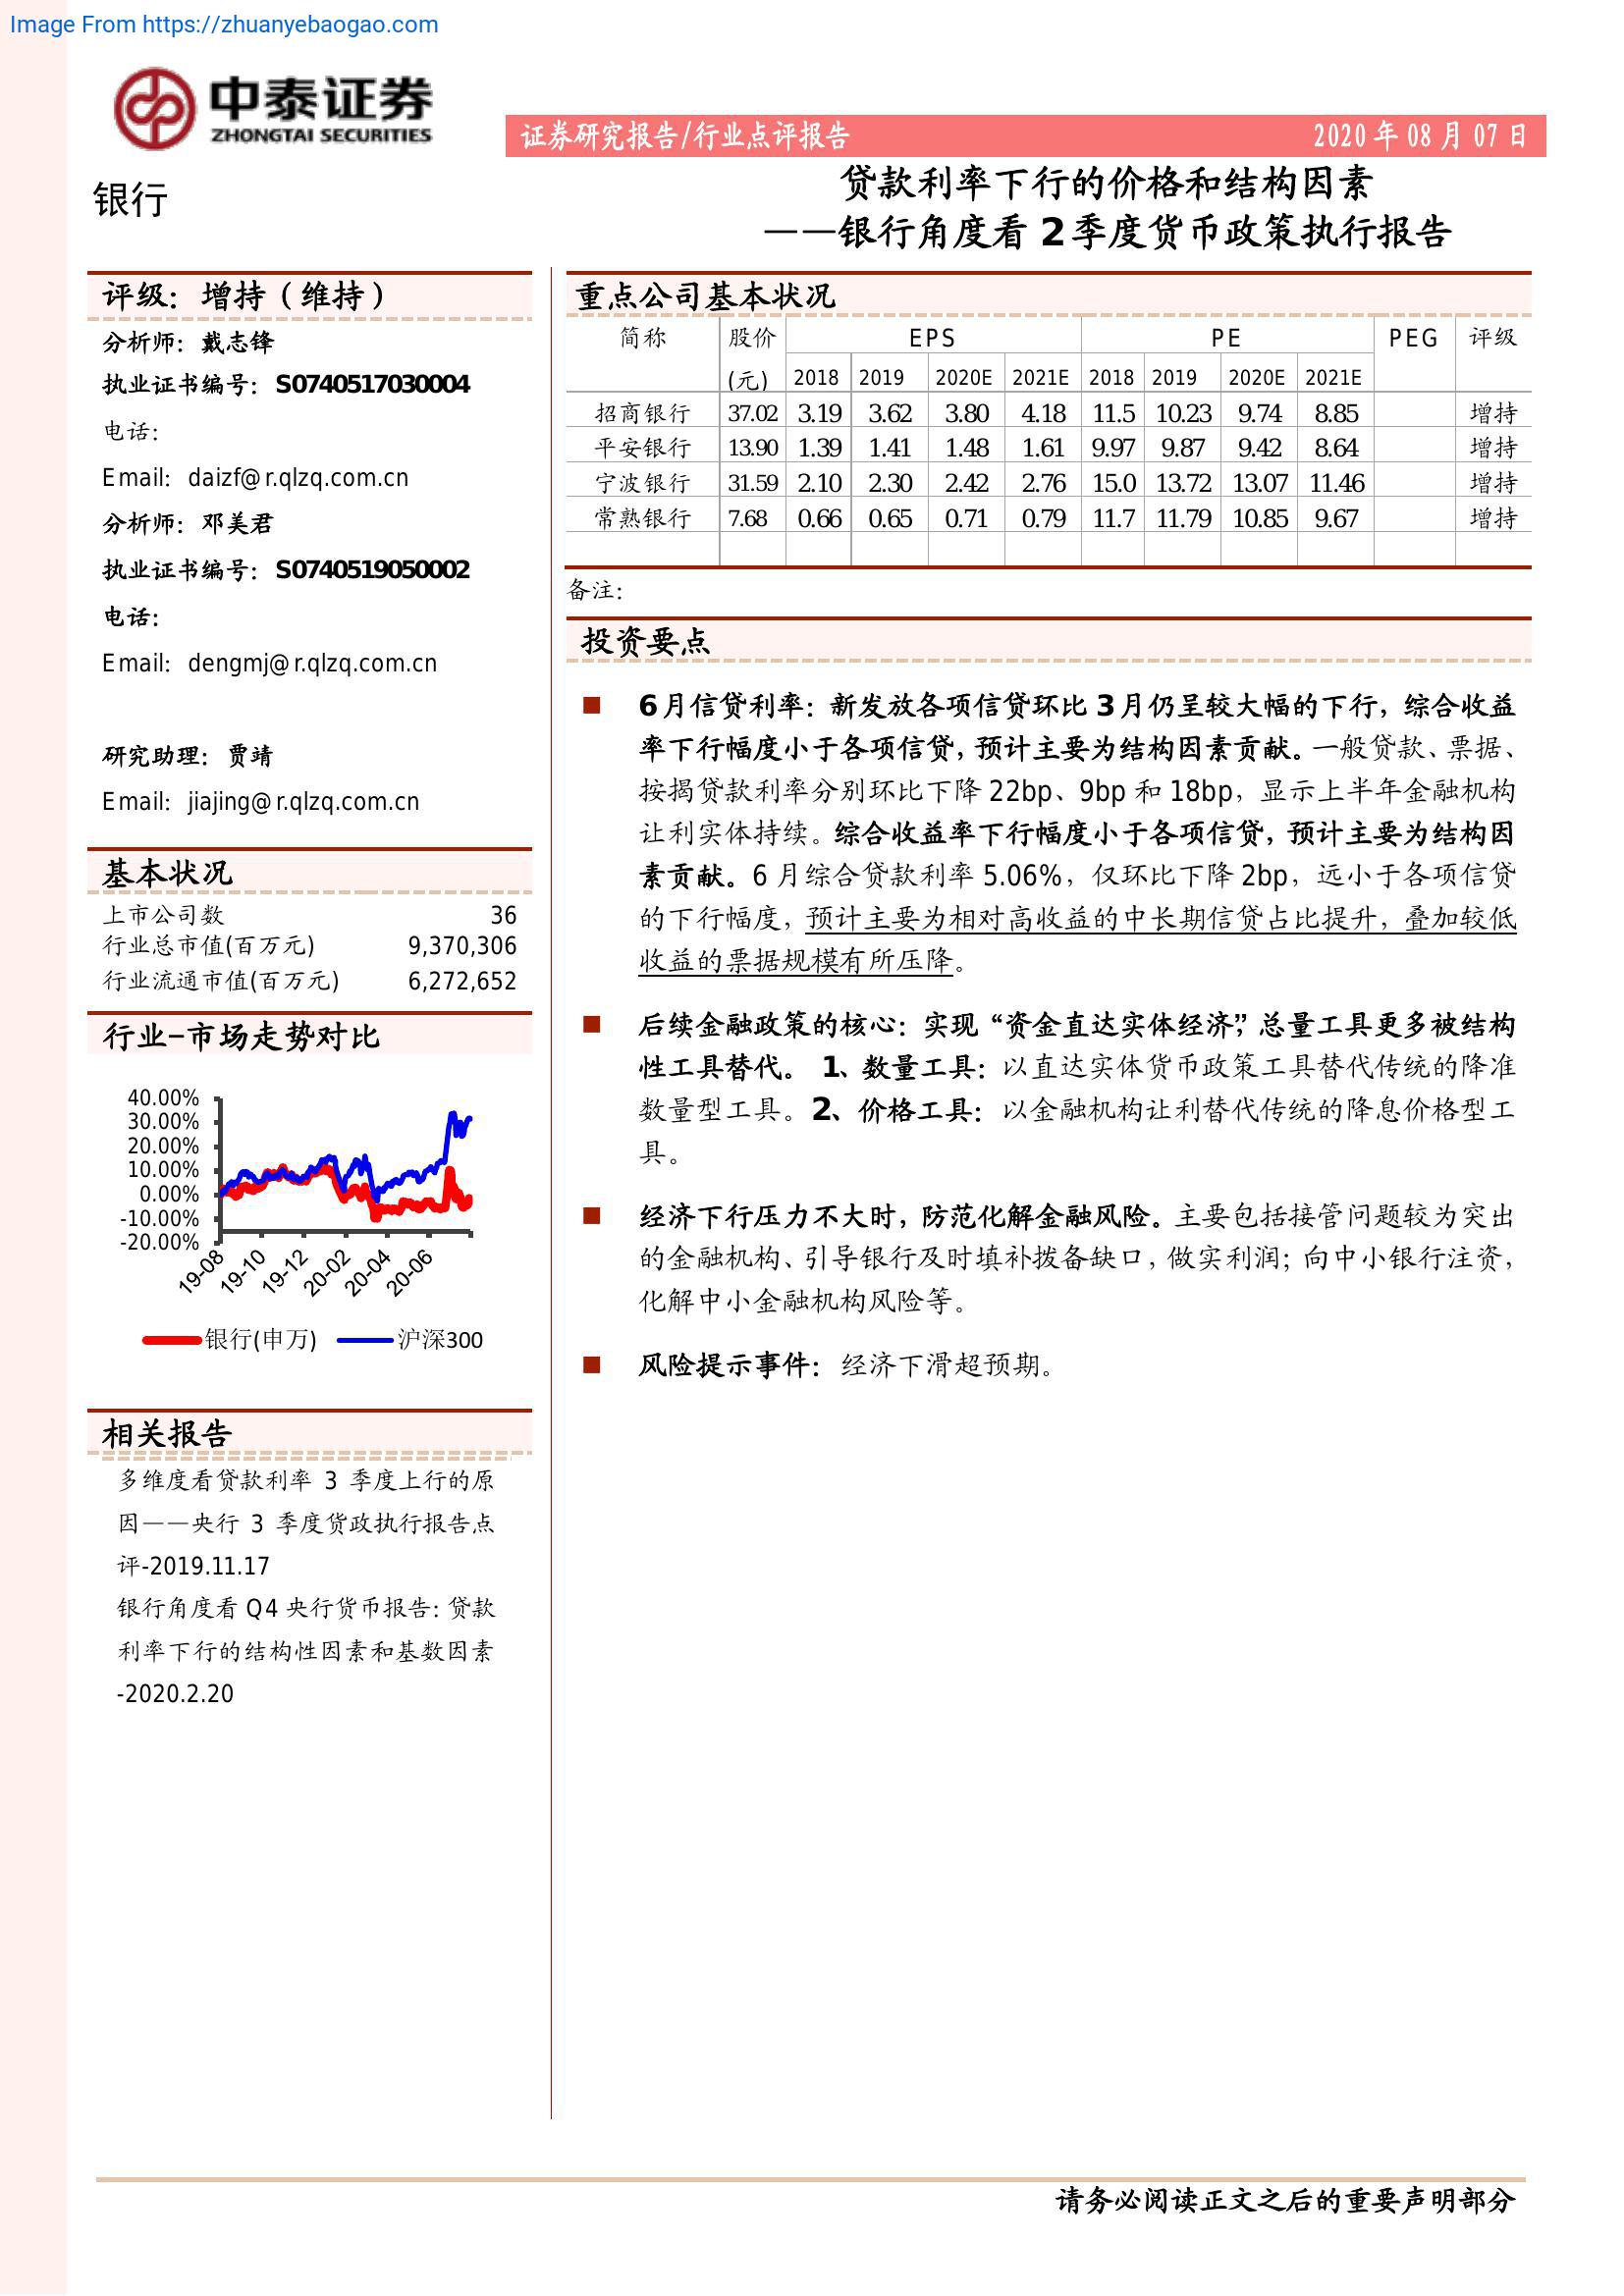 Image From https://zhuanyebaogao.com
中泰证券
ZHONGTAI SECURITIES
证券研究报告/行业点评报告 2020 年 08 月 07 日
银行
贷款利率下行的价格和结构因素
——银行角度看 2 季度货币政策执行报告
评级：增持（维持）
分析师：戴志锋
执业证书编号：S0740517030004
电话：
Email：daizf@r.qlzq.com.cn
分析师：邓美君
执业证书编号：S0740519050002
电话：
Email：dengmj@r.qlzq.com.cn
研究助理：贾靖
Email：jiajing@r.qlzq.com.cn
基本状况
上市公司数 36
行业总市值(百万元) 9,370,306
行业流通市值(百万元) 6,272,652
行业-市场走势对比
40.00%
30.00%
20.00%
10.00%
0.00%
-10.00%
-20.00%
19-08 19-10 19-12 20-02 20-04 20-06
银行(申万) 沪深300
相关报告
多维度看贷款利率 3 季度上行的原
因——央行 3 季度货政执行报告点
评-2019.11.17
银行角度看 Q4 央行货币报告：贷款
利率下行的结构性因素和基数因素
-2020.2.20
重点公司基本状况
简称 股价 EPS PE PEG 评级
(元) 2018 2019 2020E 2021E 2018 2019 2020E 2021E
招商银行 37.02 3.19 3.62 3.80 4.18 11.5 10.23 9.74 8.85 增持
平安银行 13.90 1.39 1.41 1.48 1.61 9.97 9.87 9.42 8.64 增持
宁波银行 31.59 2.10 2.30 2.42 2.76 15.0 13.72 13.07 11.46 增持
常熟银行 7.68 0.66 0.65 0.71 0.79 11.7 11.79 10.85 9.67 增持
备注：
投资要点
6 月信贷利率：新发放各项信贷环比 3 月仍呈较大幅的下行，综合收益
率下行幅度小于各项信贷，预计主要为结构因素贡献。一般贷款、票据、
按揭贷款利率分别环比下降 22bp、9bp 和 18bp，显示上半年金融机构
让利实体持续。综合收益率下行幅度小于各项信贷，预计主要为结构因
素贡献。6 月综合贷款利率 5.06%，仅环比下降 2bp，远小于各项信贷
的下行幅度，预计主要为相对高收益的中长期信贷占比提升，叠加较低
收益的票据规模有所压降。
后续金融政策的核心：实现“资金直达实体经济”，总量工具更多被结构
性工具替代。 1、数量工具：以直达实体货币政策工具替代传统的降准
数量型工具。2、价格工具：以金融机构让利替代传统的降息价格型工
具。
经济下行压力不大时，防范化解金融风险。主要包括接管问题较为突出
的金融机构、引导银行及时填补拨备缺口，做实利润；向中小银行注资，
化解中小金融机构风险等。
风险提示事件：经济下滑超预期。
请务必阅读正文之后的重要声明部分